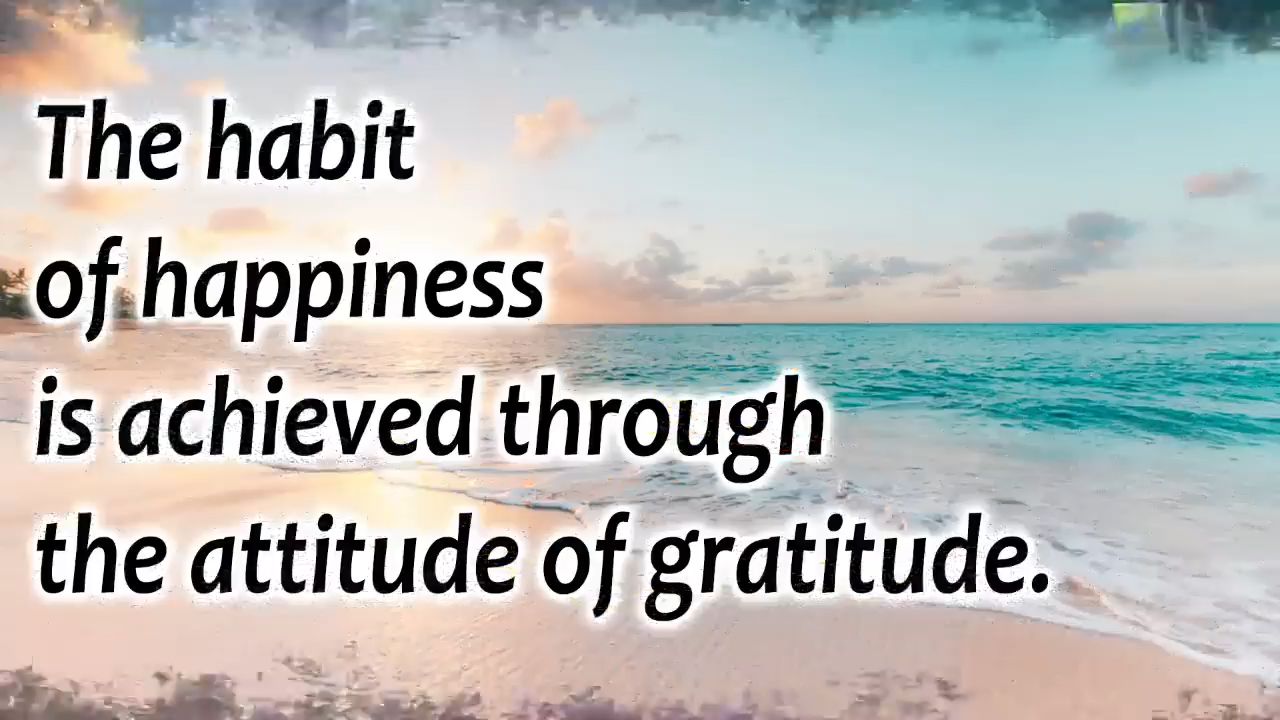 The habit
of happiness
is achieved through
the attitude of gratitude.